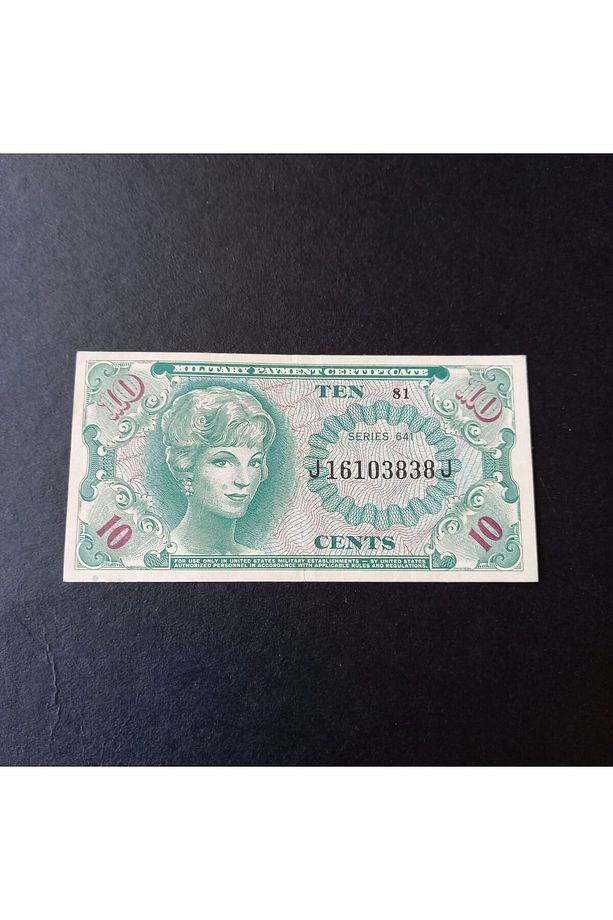 MILITARY PAYMENT CERTIFICATE
10 TEN 81 10
SERIES 641
J16103838J
10 CENTS 10
FOR USE ONLY IN UNITED STATES MILITARY ESTABLISHMENTS — BY UNITED STATES
AUTHORIZED PERSONNEL IN ACCORDANCE WITH APPLICABLE RULES AND REGULATIONS.